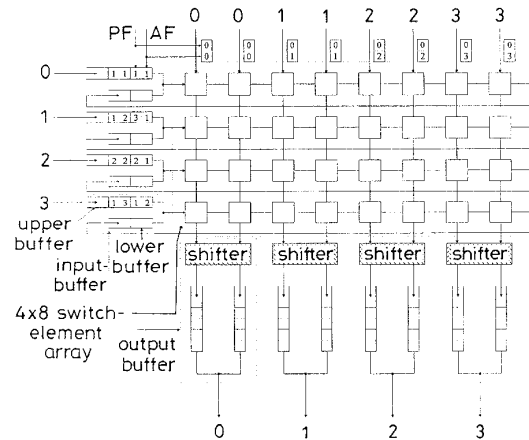 0 0 1 1 2 2 3 3
PF AF
0 0 0 0 0 0 0 0
0 0 1 1 2 2 3 3
0 1 1 1 1
1 1 2 3 1
2 2 2 2 1
3 1 3 1 2
upper buffer
lower buffer
input-buffer
shifter shifter shifter shifter
4x8 switch-element array
output buffer
0 1 2 3